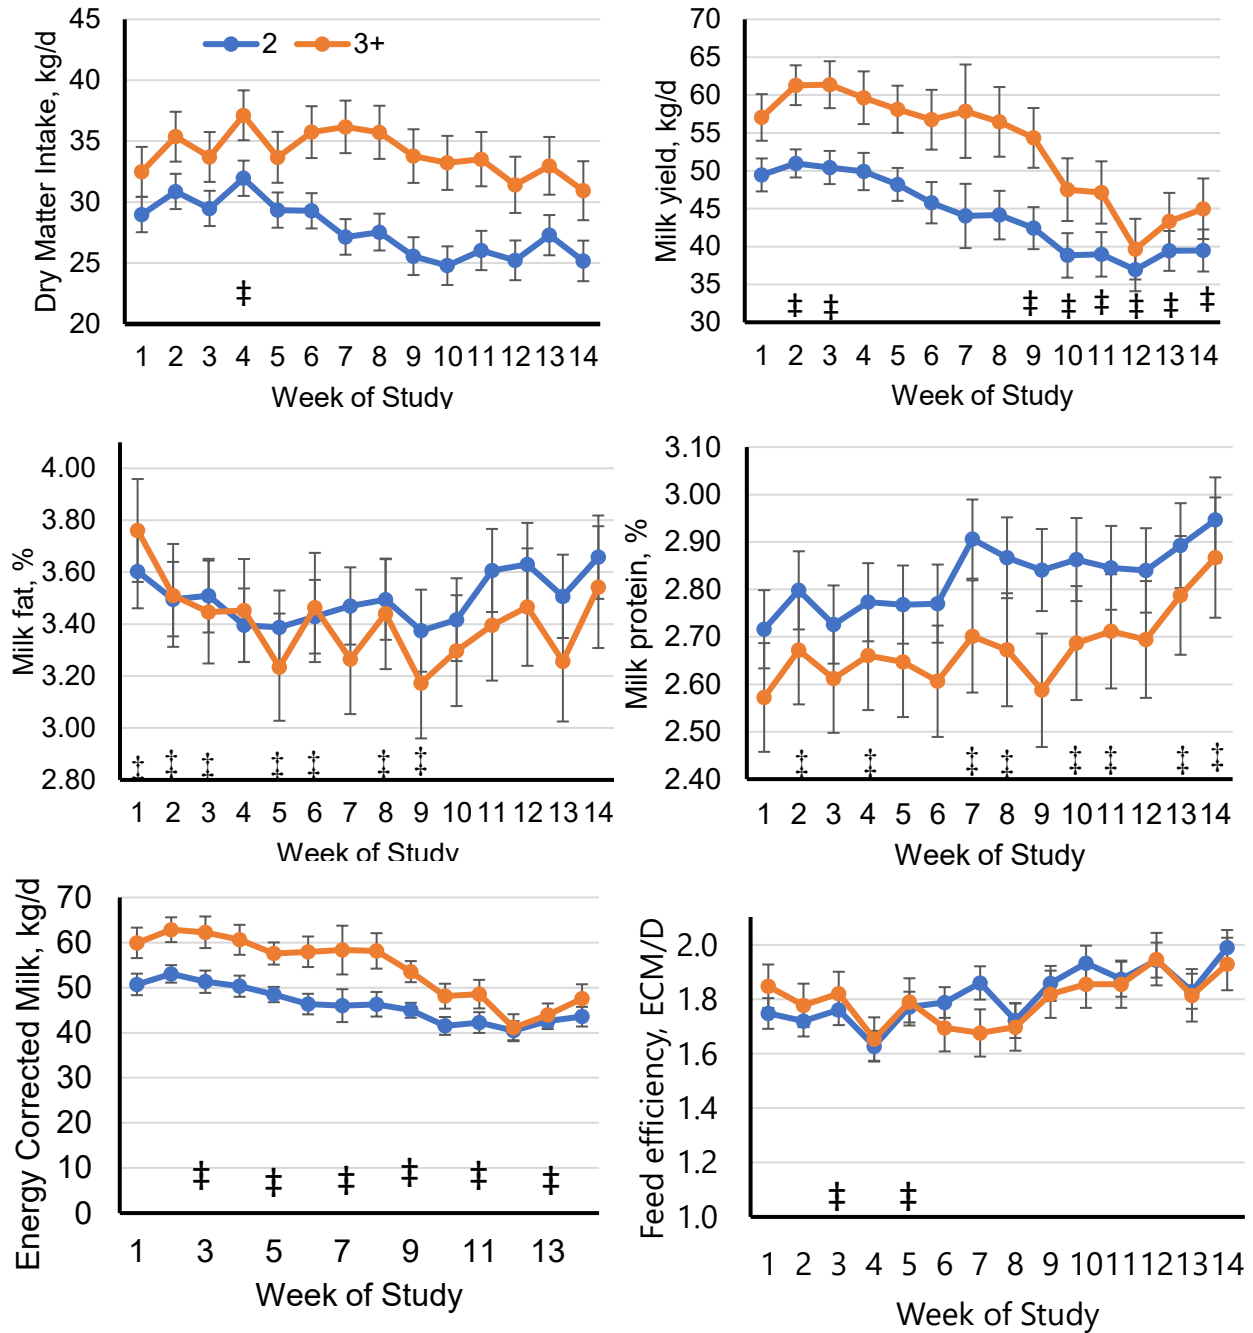 Dry Matter Intake, kg/d
45
40
35
30
25
20
2
3+
‡
1 2 3 4 5 6 7 8 9 10 11 12 13 14
Week of Study
Milk yield, kg/d
70
65
60
55
50
45
40
35
30
‡ ‡ ‡ ‡ ‡ ‡ ‡ ‡
1 2 3 4 5 6 7 8 9 10 11 12 13 14
Week of Study
Milk fat, %
4.00
3.80
3.60
3.40
3.20
3.00
2.80
‡ ‡ ‡ ‡ ‡ ‡ ‡
1 2 3 4 5 6 7 8 9 10 11 12 13 14
Week of Study
Milk protein, %
3.10
3.00
2.90
2.80
2.70
2.60
2.50
2.40
‡ ‡ ‡ ‡ ‡ ‡ ‡ ‡
1 2 3 4 5 6 7 8 9 10 11 12 13 14
Week of Study
Energy Corrected Milk, kg/d
70
60
50
40
30
20
10
0
‡ ‡ ‡ ‡ ‡ ‡
1 3 5 7 9 11 13
Week of Study
Feed efficiency, ECM/D
2.0
1.8
1.6
1.4
1.2
1.0
‡ ‡
1 2 3 4 5 6 7 8 9 10 11 12 13 14
Week of Study